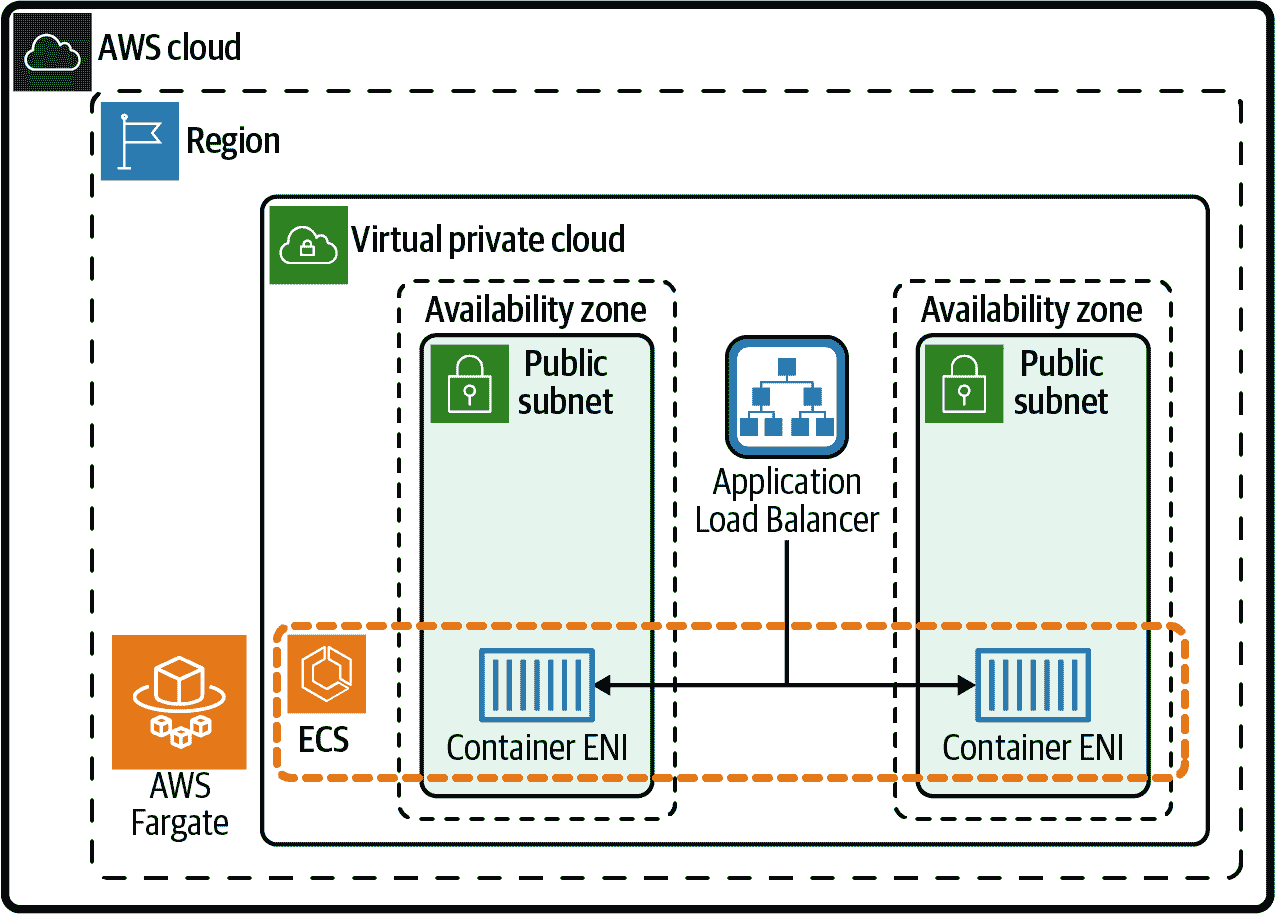 AWS cloud
Region
Virtual private cloud
Availability zone
Public
subnet
Application
Load Balancer
Availability zone
Public
subnet
ECS
Container ENI
Container ENI
AWS
Fargate